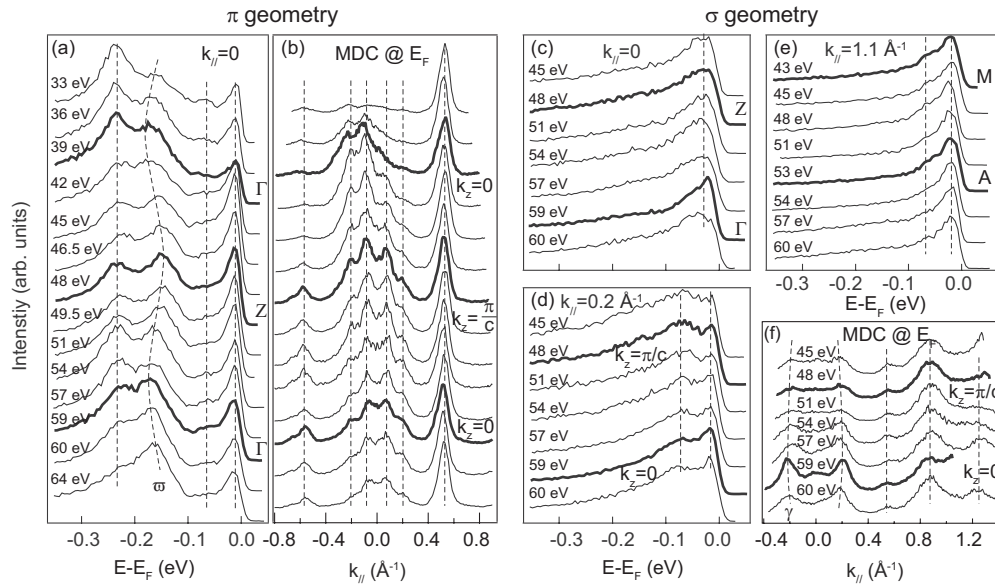 π geometry
σ geometry
Intenstiy (arb. units)
(a)
k//=0
33 eV
36 eV
39 eV
42 eV
45 eV
46.5 eV
48 eV
49.5 eV
51 eV
54 eV
57 eV
59 eV
60 eV
64 eV
Γ
Z
Γ
ϖ
-0.3 -0.2 -0.1 0.0
E-EF (eV)
(b)
MDC @ EF
kz=0
kz=π/c
kz=0
-0.4 0.0 0.4 0.8
k// (Å-1)
(c)
k//=0
45 eV
48 eV
51 eV
54 eV
57 eV
59 eV
60 eV
Z
Γ
(d)
k//=0.2 Å-1
45 eV
48 eV
kz=π/c
51 eV
54 eV
57 eV
59 eV
kz=0
60 eV
-0.3 -0.2 -0.1 0.0
E-EF (eV)
(e)
k//=1.1 Å-1
43 eV
45 eV
48 eV
51 eV
53 eV
54 eV
57 eV
60 eV
M
A
-0.3 -0.2 -0.1 0.0
E-EF (eV)
(f)
MDC @ E
45 eV
48 eV
kz=π/c
51 eV
54 eV
57 eV
59 eV
kz=0
60 eV
γ
-0.4 0.0 0.4 0.8 1.2
k// (Å-1)